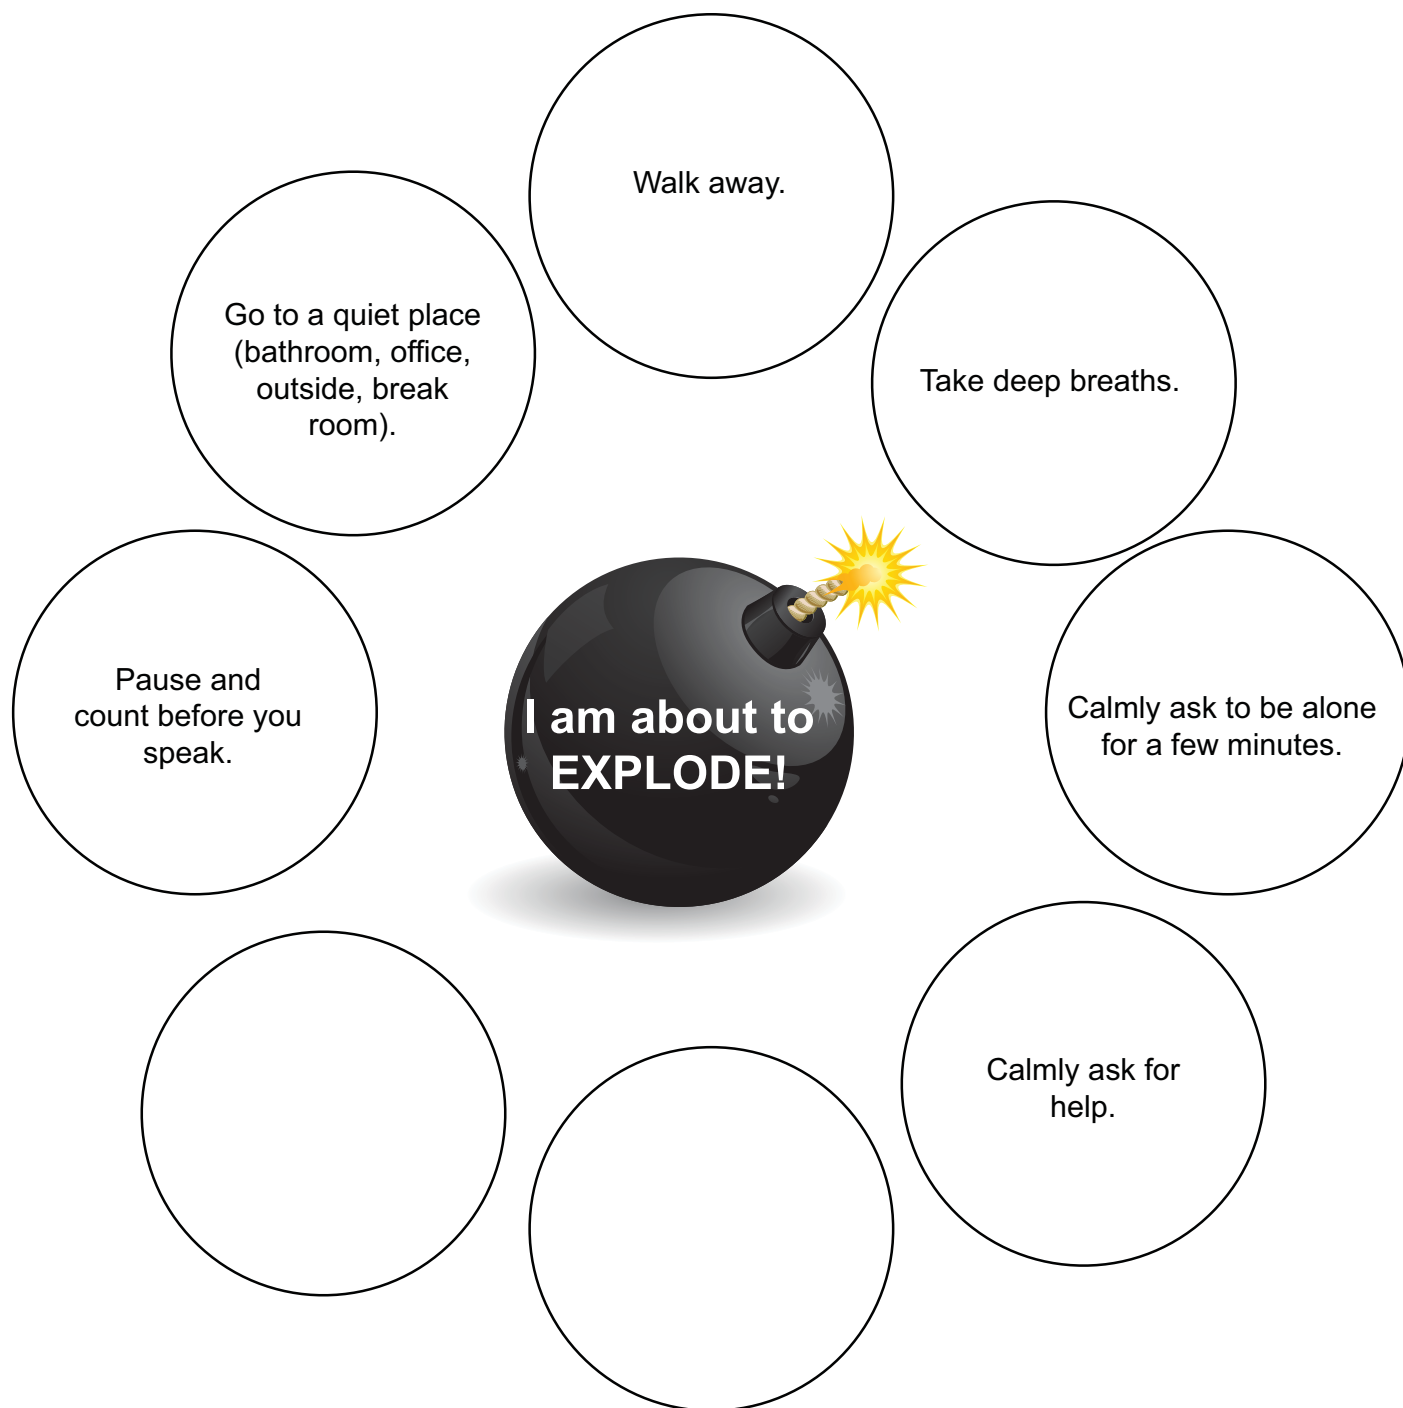 Walk away.
Go to a quiet place
(bathroom, office,
outside, break
room).
Take deep breaths.
Pause and
count before you
speak.
I am about to
EXPLODE!
Calmly ask to be alone
for a few minutes.
Calmly ask for
help.